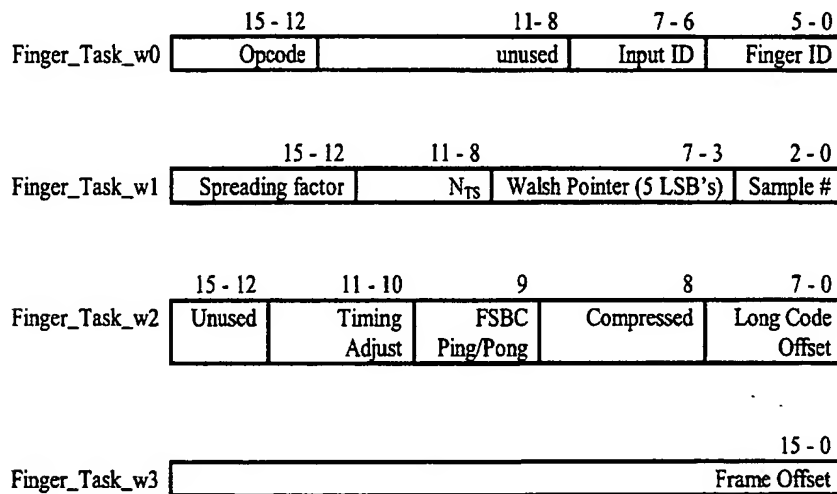 15-12 11-8 7-6 5-0
Finger_Task_w0 Opcode unused Input ID Finger ID
15-12 11-8 7-3 2-0
Finger_Task_w1 Spreading factor N_TS Walsh Pointer (5 LSB's) Sample #
15-12 11-10 9 8 7-0
Finger_Task_w2 Unused Timing FSBC Compressed Long Code
Adjust Ping/Pong Offset
15-0
Finger_Task_w3 Frame Offset